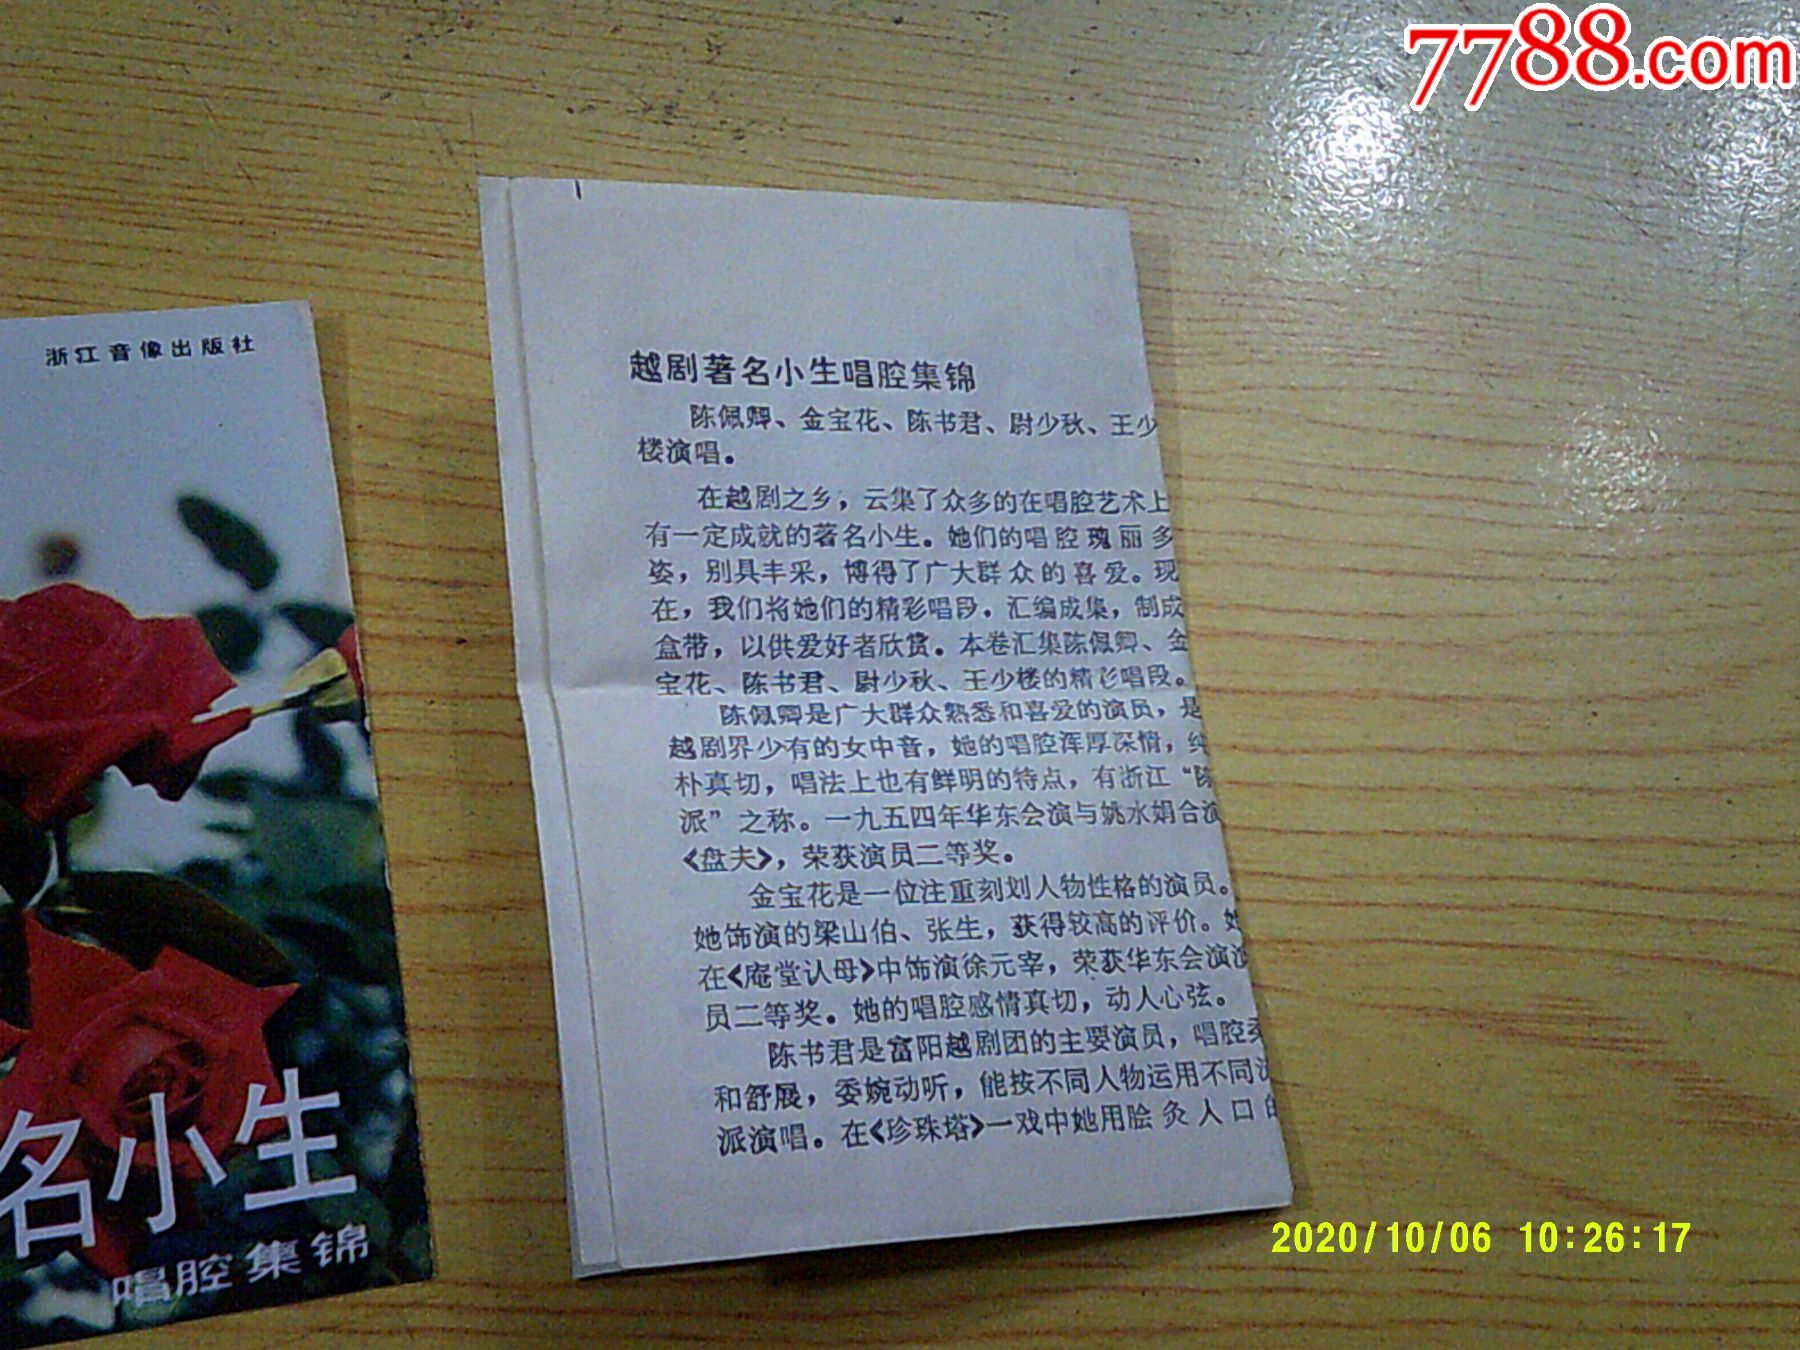 7788.com
浙江音像出版社
名小生
唱腔集锦
越剧著名小生唱腔集锦
陈佩卿、金宝花、陈书君、尉少秋、王少
楼演唱。
在越剧之乡，云集了众多的在唱腔艺术上
有一定成就的著名小生。她们的唱腔瑰丽多
姿，别具丰采，博得了广大群众的喜爱。现
在，我们将她们的精彩唱段．汇编成集，制成
盒带，以供爱好者欣赏。本卷汇集陈佩卿、金
宝花、陈书君、尉少秋、王少楼的精彩唱段。
陈佩卿是广大群众熟悉和喜爱的演员，是
越剧界少有的女中音，她的唱腔浑厚深情，纯
朴真切，唱法上也有鲜明的特点，有浙江“陈
派”之称。一九五四年华东会演与姚水娟合演
《盘夫》，荣获演员二等奖。
金宝花是一位注重刻划人物性格的演员。
她饰演的梁山伯、张生，获得较高的评价。她
在《庵堂认母》中饰演徐元宰，荣获华东会演演
员二等奖。她的唱腔感情真切，动人心弦。
陈书君是富阳越剧团的主要演员，唱腔柔
和舒展，委婉动听，能按不同人物运用不同流
派演唱。在《珍珠塔》一戏中她用脍灸人口的
2020/10/06 10:26:17